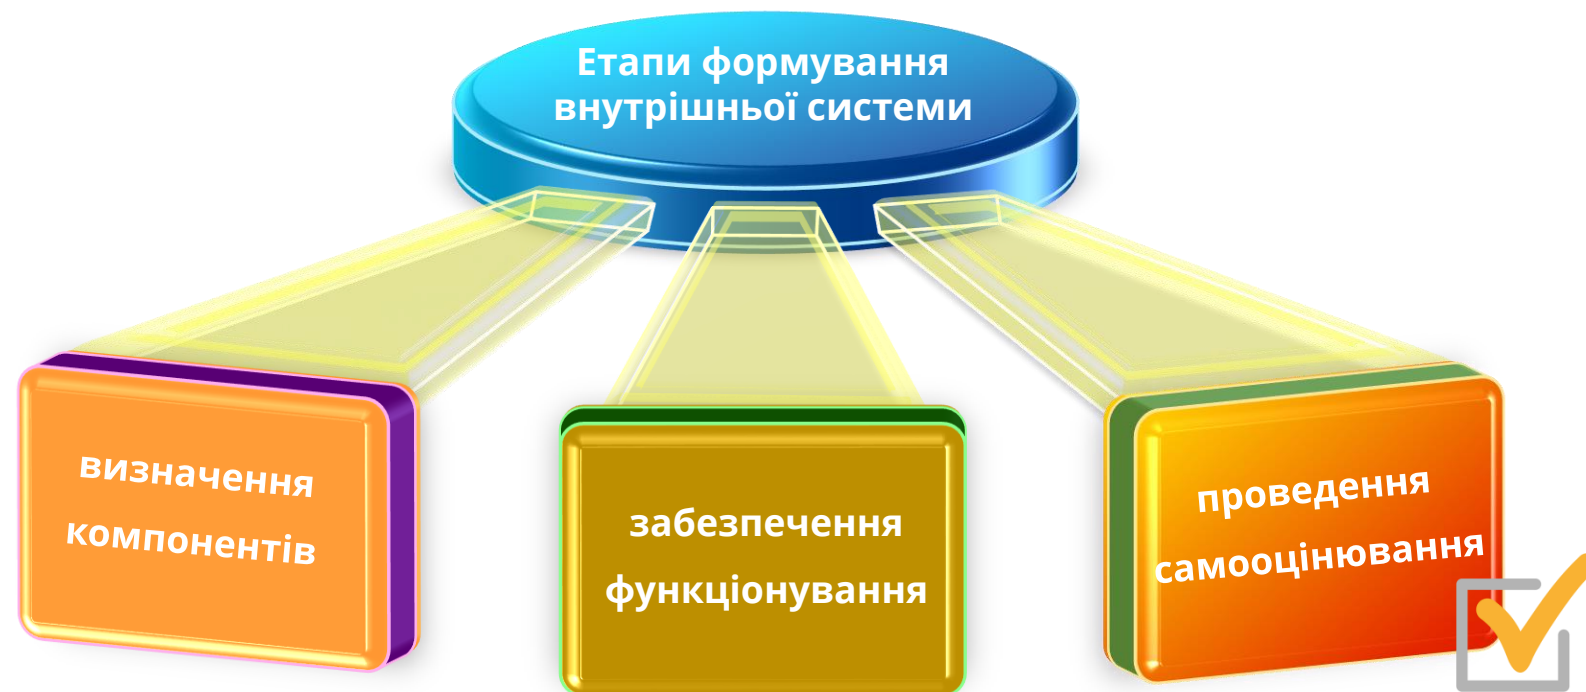 Етапи формування
внутрішньої системи
визначення
компонентів
забезпечення
функціонування
проведення
самооцінювання